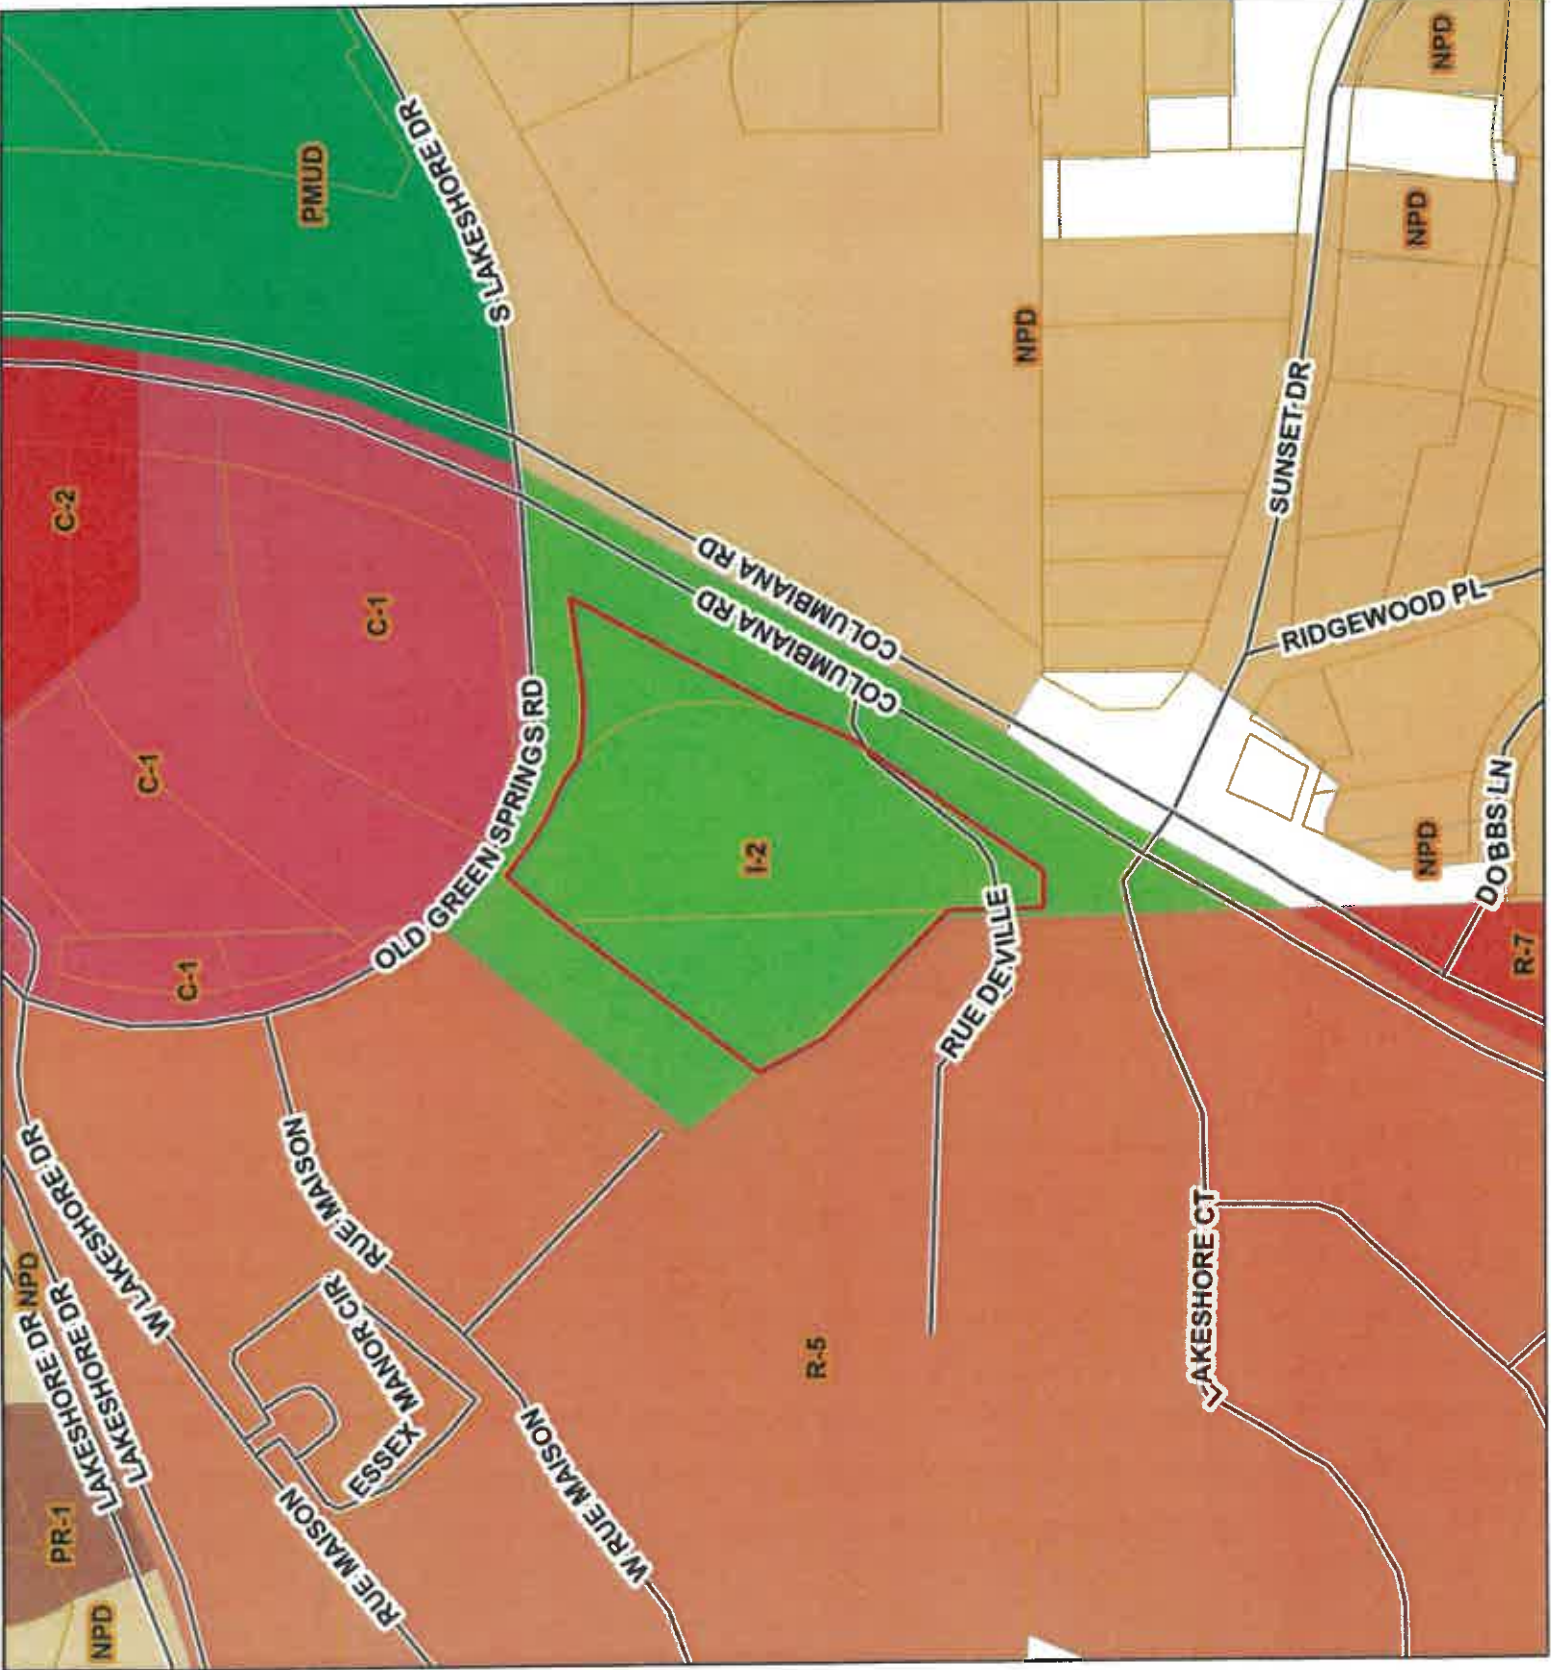 PMUD
S LAKESHORE DR
NPD
NPD
NPD
C-2
C-1
C-1
C-1
COLUMBIANA RD
COLUMBIANA RD
SUNSET DR
RIDGEWOOD PL
OLD GREEN SPRINGS RD
I-2
NPD
DOBBS LN
R-7
RUE DEVILLE
LAKESHORE CT
R-5
RUE MAISON
W LAKESHORE DR
NPD
LAKESHORE DR
LAKESHORE DR
ESSEX MANOR CIR
W RUE MAISON
RUE MAISON
PR-1
NPD